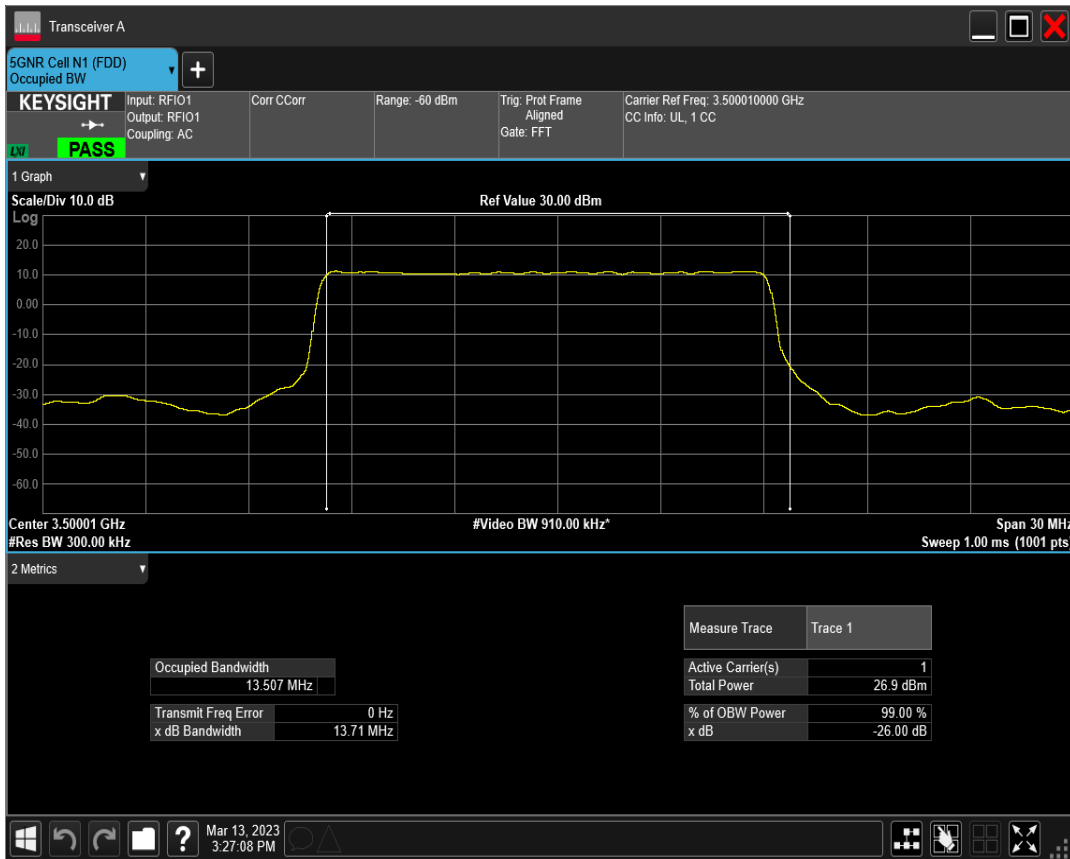 Transceiver A
5GNR Cell N1 (FDD)
Occupied BW
+
KEYSIGHT
LXI
PASS
Input: RFIO1
Output: RFIO1
Coupling: AC
Corr CCorr
Range: -60 dBm
Trig: Prot Frame
Aligned
Gate: FFT
Carrier Ref Freq: 3.500010000 GHz
CC Info: UL, 1 CC
1 Graph
Scale/Div 10.0 dB
Ref Value 30.00 dBm
Log
20.0
10.0
0.00
-10.0
-20.0
-30.0
-40.0
-50.0
-60.0
Center 3.50001 GHz
#Video BW 910.00 kHz*
Span 30 MHz
#Res BW 300.00 kHz
Sweep 1.00 ms (1001 pts)
2 Metrics
Measure Trace Trace 1
Occupied Bandwidth
13.507 MHz
Transmit Freq Error 0 Hz
x dB Bandwidth 13.71 MHz
Active Carrier(s) 1
Total Power 26.9 dBm
% of OBW Power 99.00 %
x dB -26.00 dB
?
Mar 13, 2023
3:27:08 PM